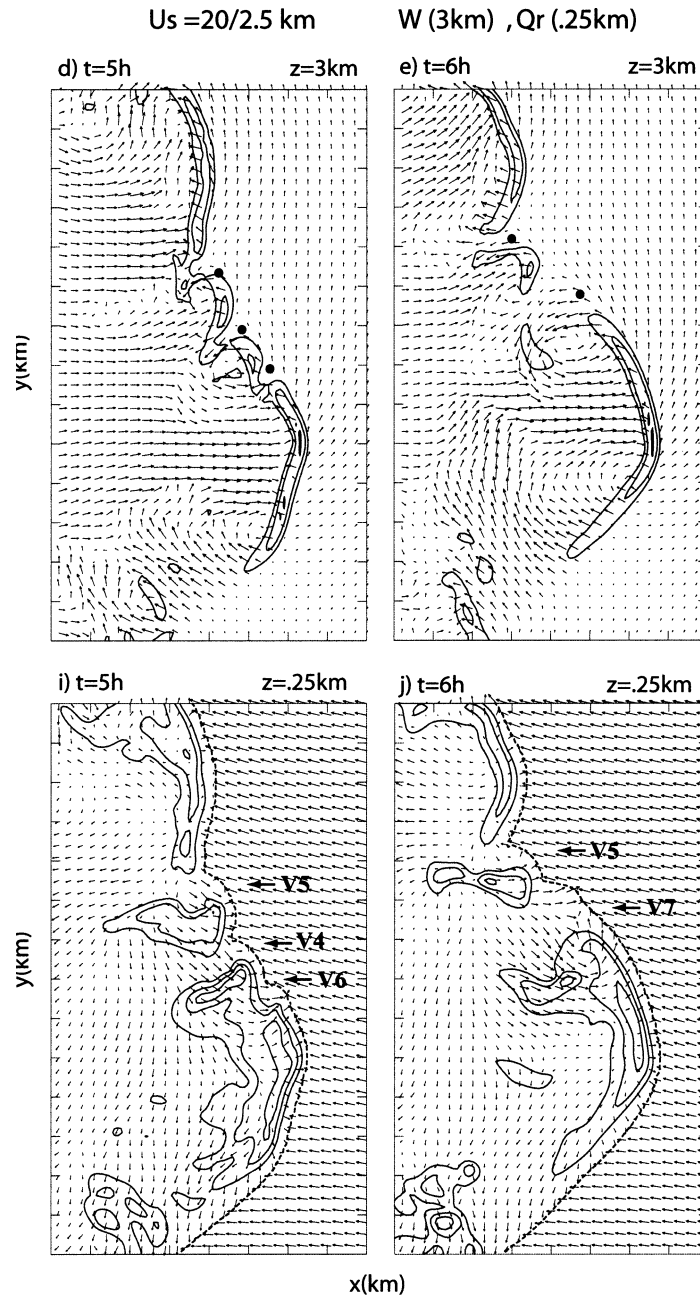 Us =20/2.5 km W (3km) , Qr (.25km)
d) t=5h z=3km e) t=6h z=3km
y(km)
i) t=5h z=.25km j) t=6h z=.25km
V5
V4
V6
V5
V7
y(km)
x(km)